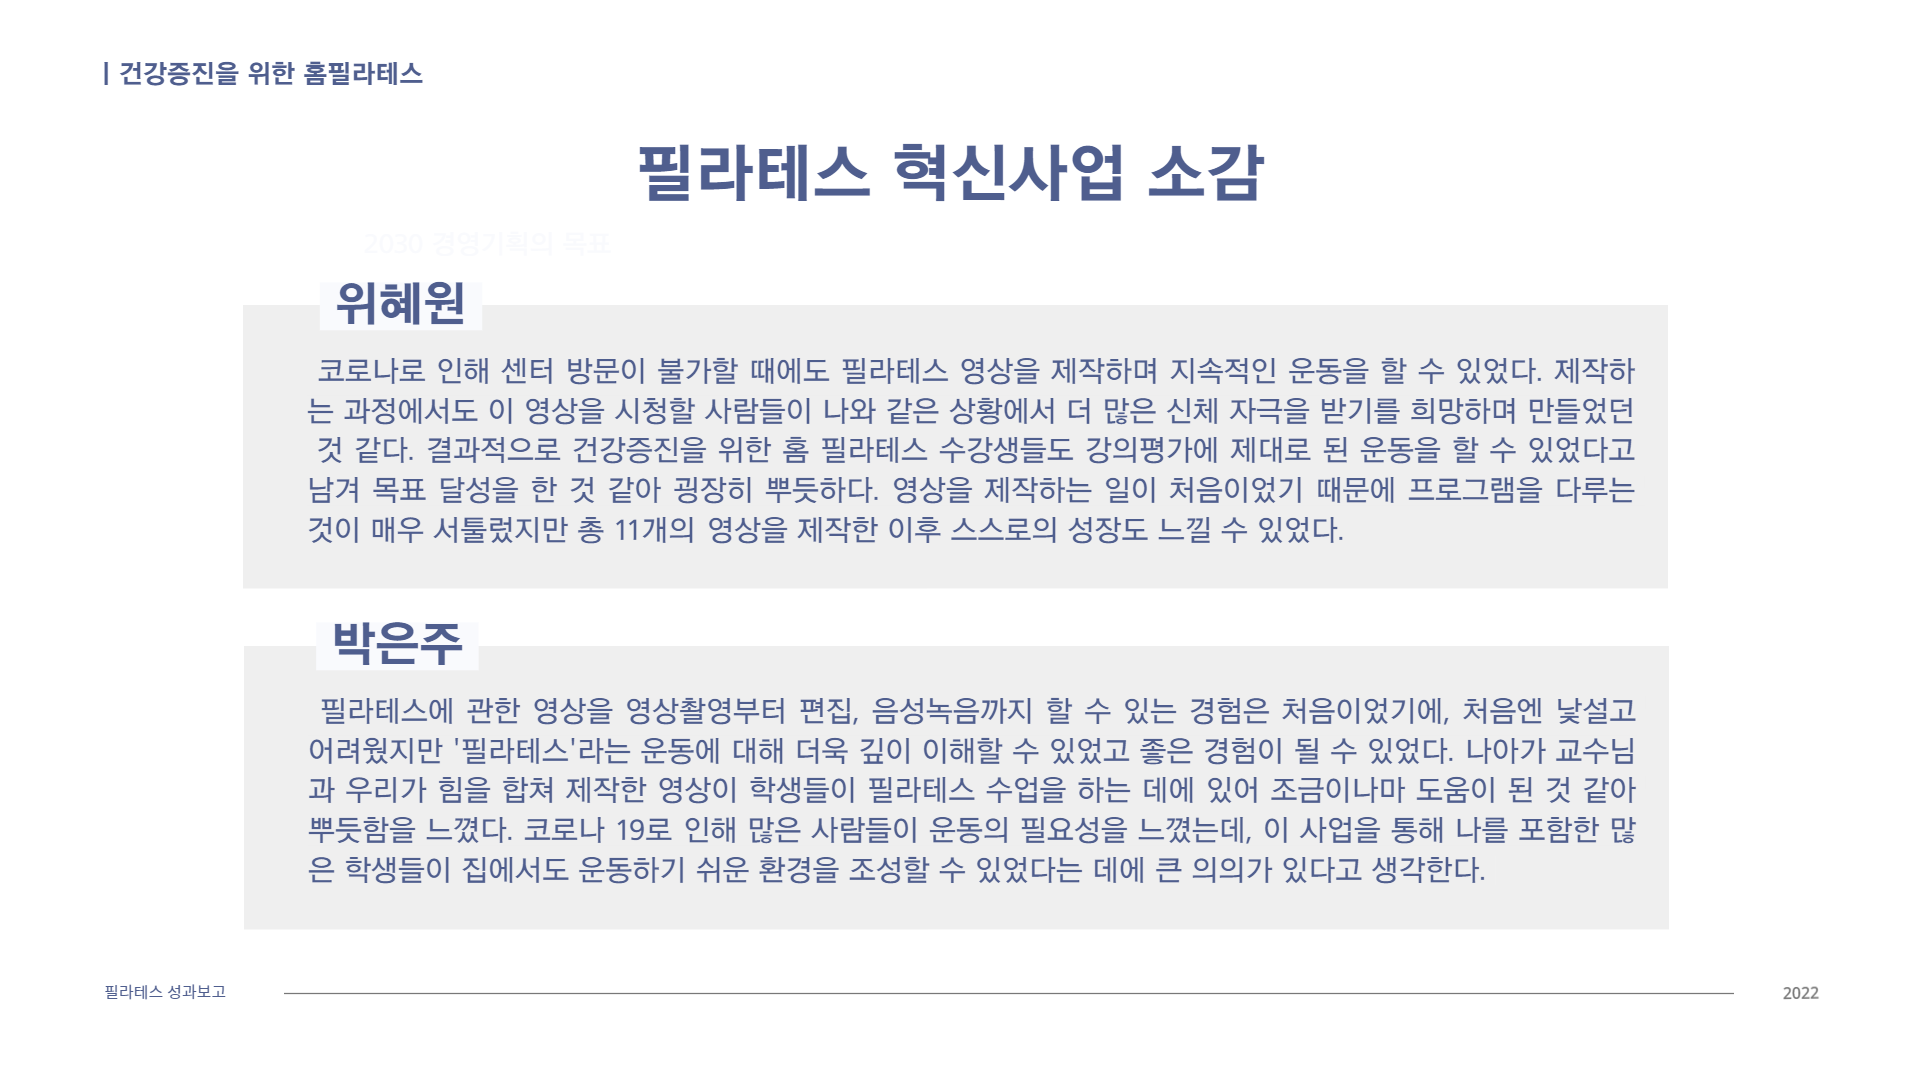 | 건강증진을 위한 홈필라테스
필라테스 혁신사업 소감
2030 경영기획의 목표
위혜원
코로나로 인해 센터 방문이 불가할 때에도 필라테스 영상을 제작하며 지속적인 운동을 할 수 있었다. 제작하
는 과정에서도 이 영상을 시청할 사람들이 나와 같은 상황에서 더 많은 신체 자극을 받기를 희망하며 만들었던
것 같다. 결과적으로 건강증진을 위한 홈 필라테스 수강생들도 강의평가에 제대로 된 운동을 할 수 있었다고
남겨 목표 달성을 한 것 같아 굉장히 뿌듯하다. 영상을 제작하는 일이 처음이었기 때문에 프로그램을 다루는
것이 매우 서툴렀지만 총 11개의 영상을 제작한 이후 스스로의 성장도 느낄 수 있었다.
박은주
필라테스에 관한 영상을 영상촬영부터 편집, 음성녹음까지 할 수 있는 경험은 처음이었기에, 처음엔 낯설고
어려웠지만 '필라테스'라는 운동에 대해 더욱 깊이 이해할 수 있었고 좋은 경험이 될 수 있었다. 나아가 교수님
과 우리가 힘을 합쳐 제작한 영상이 학생들이 필라테스 수업을 하는 데에 있어 조금이나마 도움이 된 것 같아
뿌듯함을 느꼈다. 코로나 19로 인해 많은 사람들이 운동의 필요성을 느꼈는데, 이 사업을 통해 나를 포함한 많
은 학생들이 집에서도 운동하기 쉬운 환경을 조성할 수 있었다는 데에 큰 의의가 있다고 생각한다.
필라테스 성과보고
2022